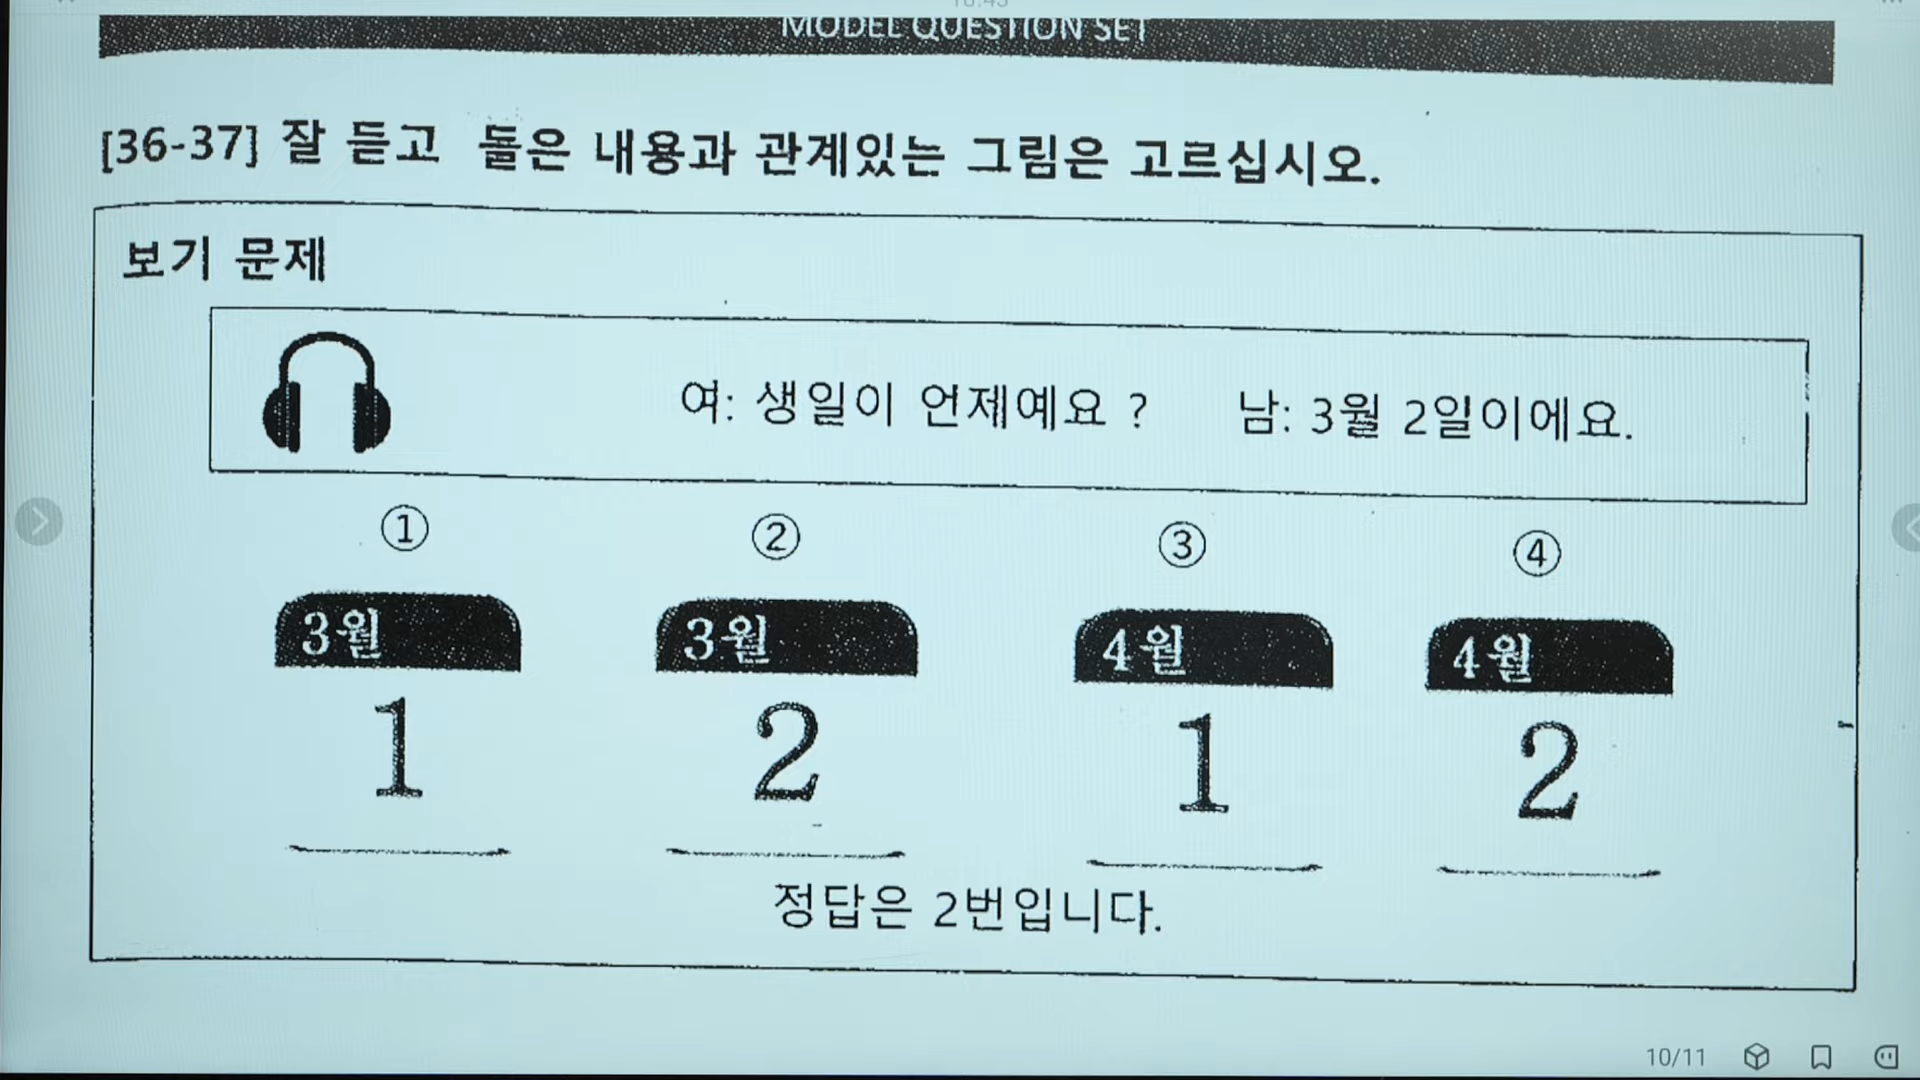 MODEL QUESTION SET
[36-37] 잘 듣고 돌은 내용과 관계있는 그림은 고르십시오.
보기 문제
여: 생일이 언제예요 ? 남: 3월 2일이에요.
① ② ③ ④
3월 3월 4월 4월
1 2 1 2
정답은 2번입니다.
10/11